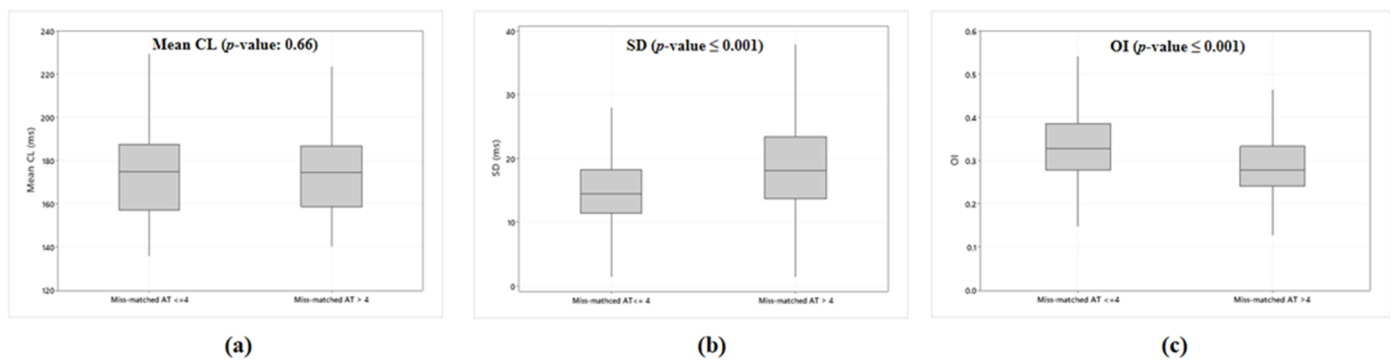 Mean CL (p-value: 0.66)
Mean CL (ms)
240
220
200
180
160
140
120
Miss-matched AT <=4
Miss-matched AT > 4
(a)
SD (p-value ≤ 0.001)
SD (ms)
40
30
20
10
0
Miss-mathced AT<= 4
Miss-matched AT > 4
(b)
OI (p-value ≤ 0.001)
OI
0.6
0.5
0.4
0.3
0.2
0.1
0.0
Miss-matched AT <=4
Miss-matched AT >4
(c)